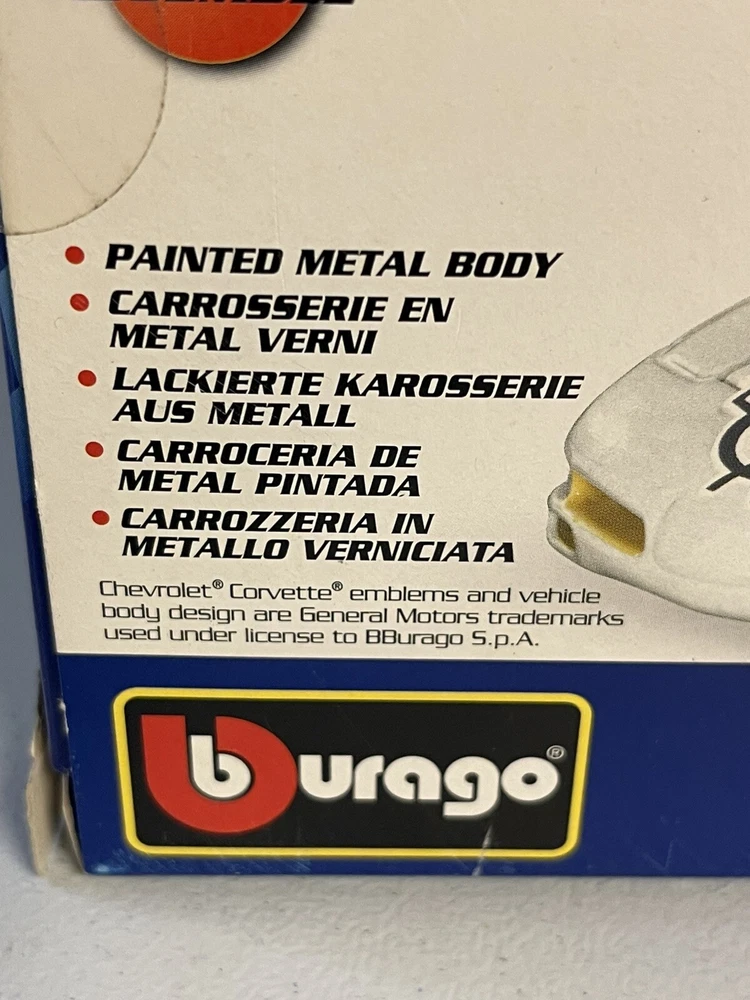 • PAINTED METAL BODY
• CARROSSERIE EN
METAL VERNI
• LACKIERTE KAROSSERIE
AUS METALL
• CARROCERIA DE
METAL PINTADA
• CARROZZERIA IN
METALLO VERNICIATA
Chevrolet® Corvette® emblems and vehicle
body design are General Motors trademarks
used under license to BBurago S.p.A.
burago®